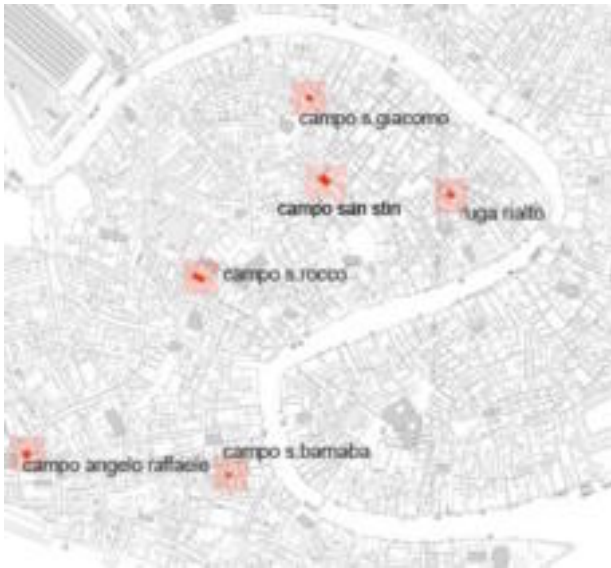 campo s.giacomo
campo san stin
ruga rialto
campo s.rocco
campo s.barnaba
campo angelo raffaele